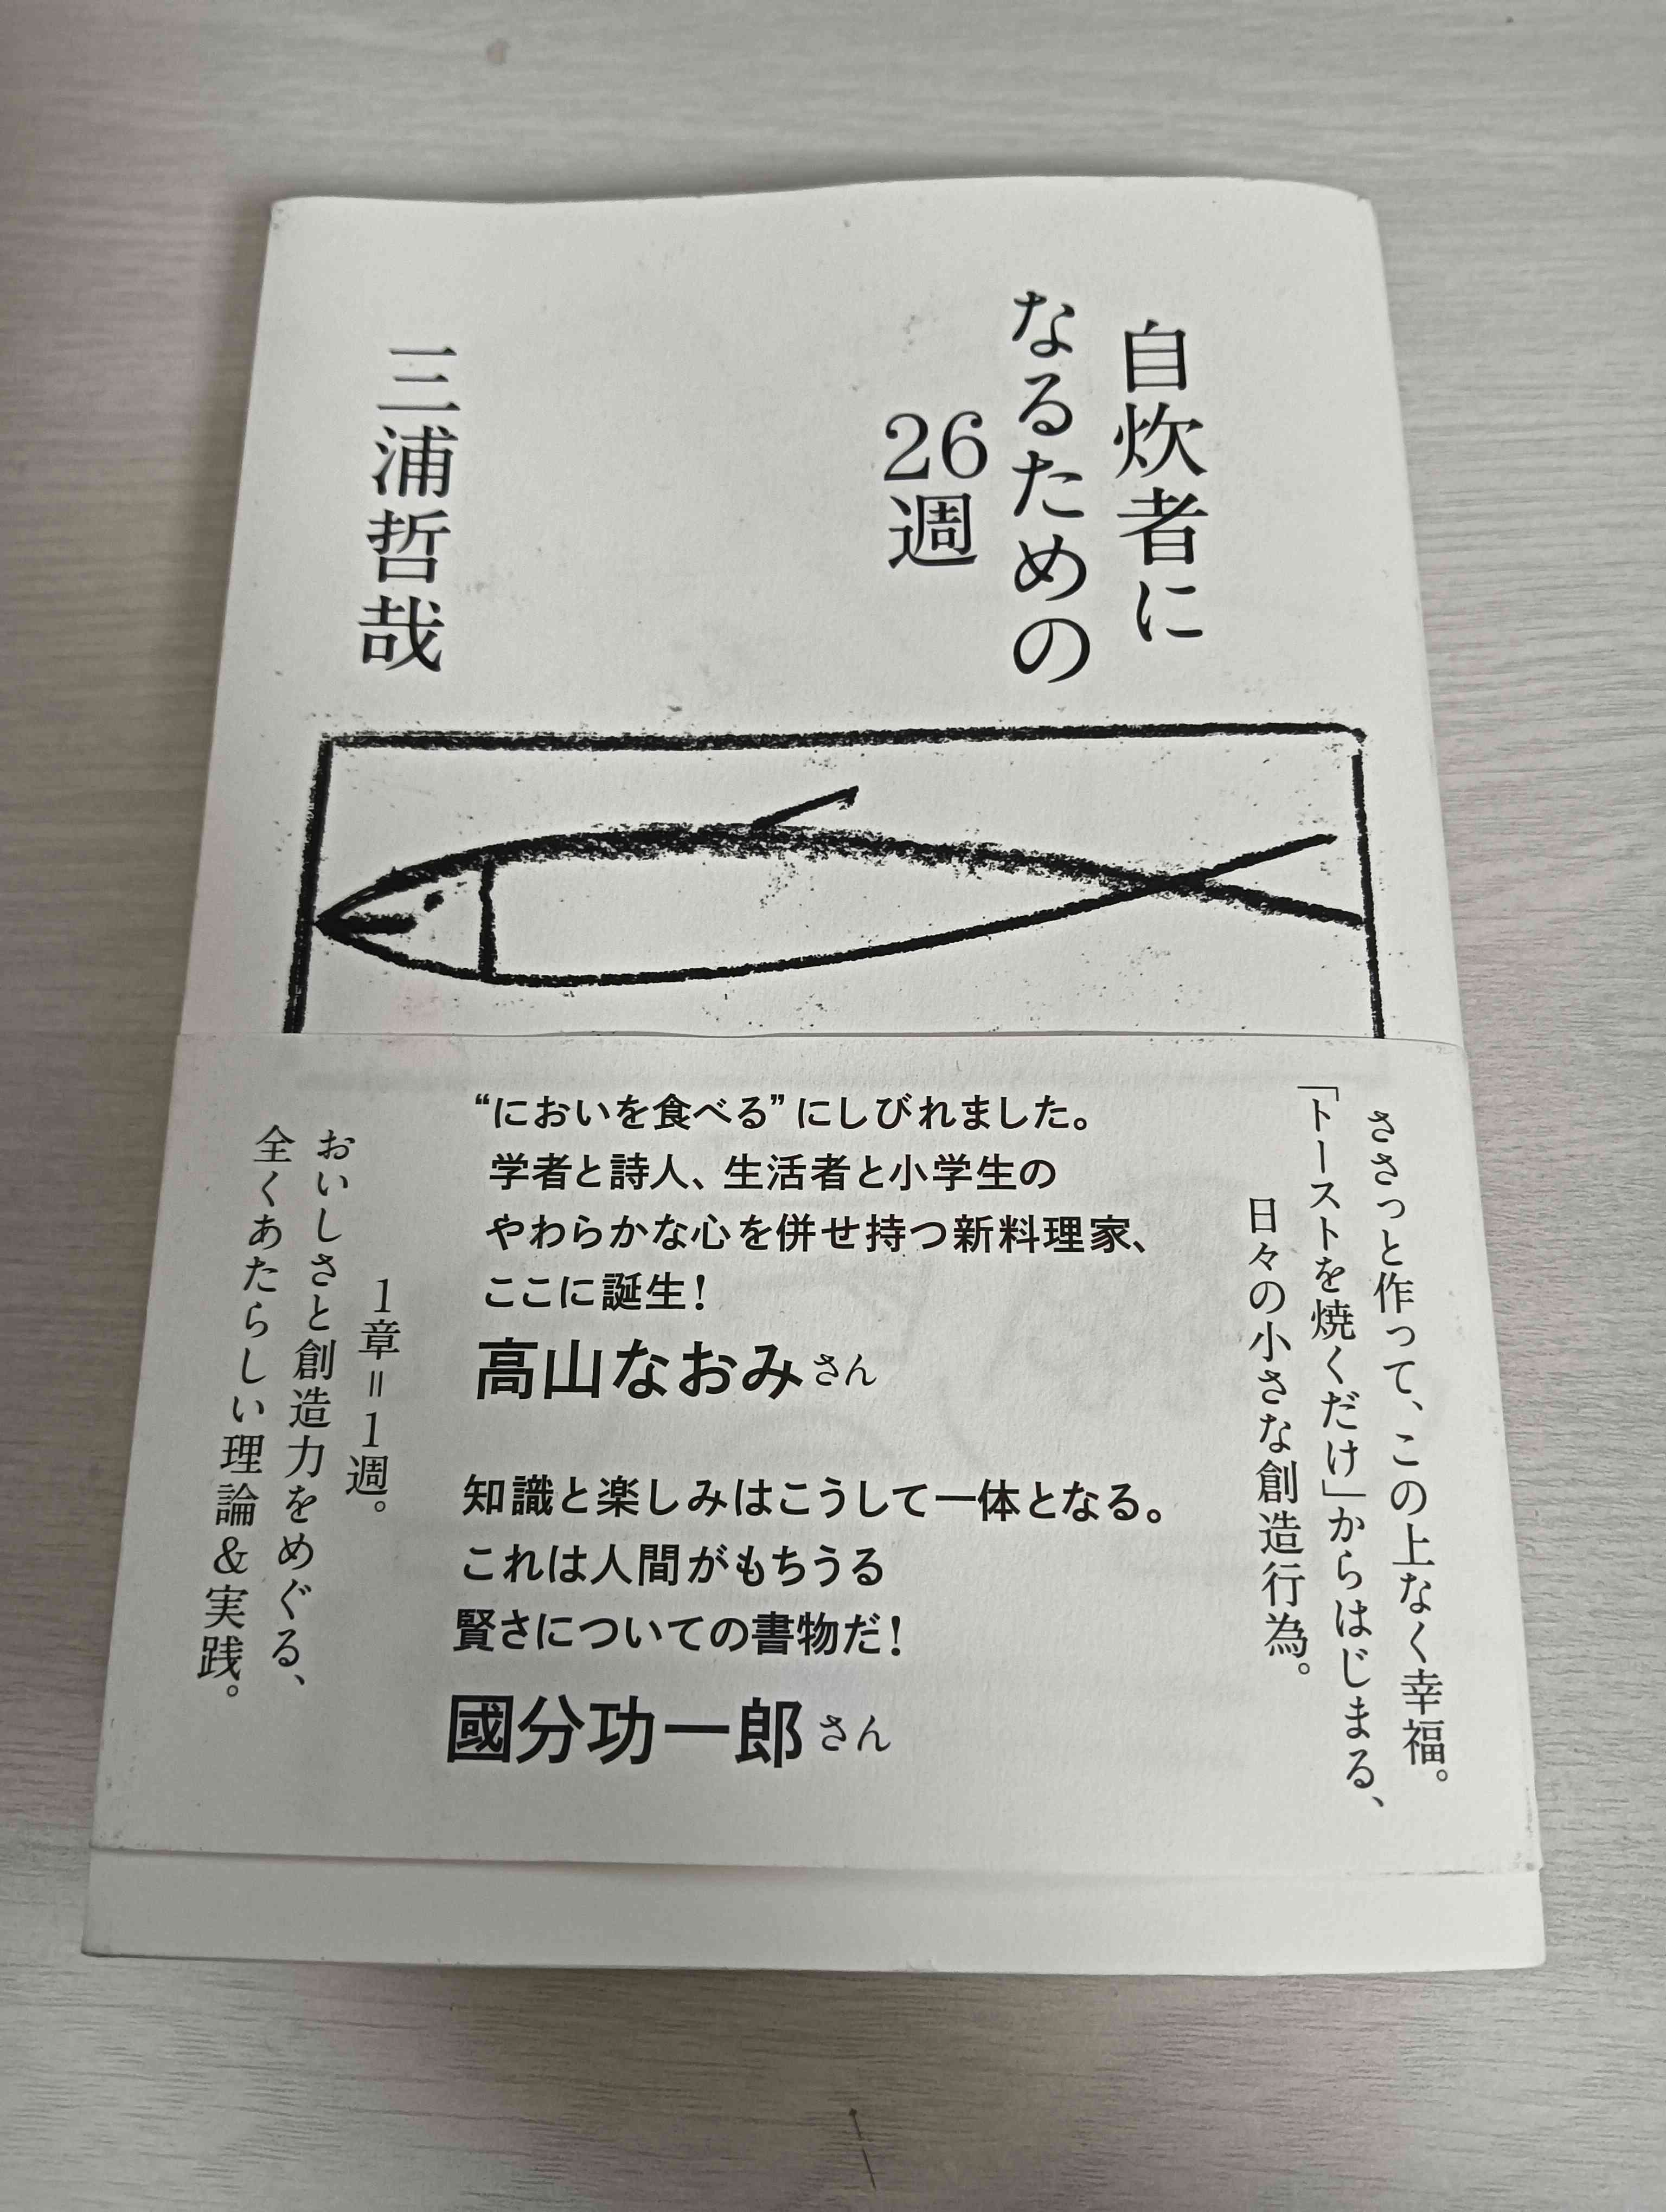 自炊者に
なるための
26週
三浦哲哉
ささっと作って、この上なく幸福。
「トーストを焼くだけ」からはじまる、
日々の小さな創造行為。
“においを食べる”にしびれました。
学者と詩人、生活者と小学生の
やわらかな心を併せ持つ新料理家、
ここに誕生!
高山なおみさん
知識と楽しみはこうして一体となる。
これは人間がもちうる
賢さについての書物だ!
國分功一郎さん
1章=1週。
おいしさと創造力をめぐる、
全くあたらしい理論&実践。